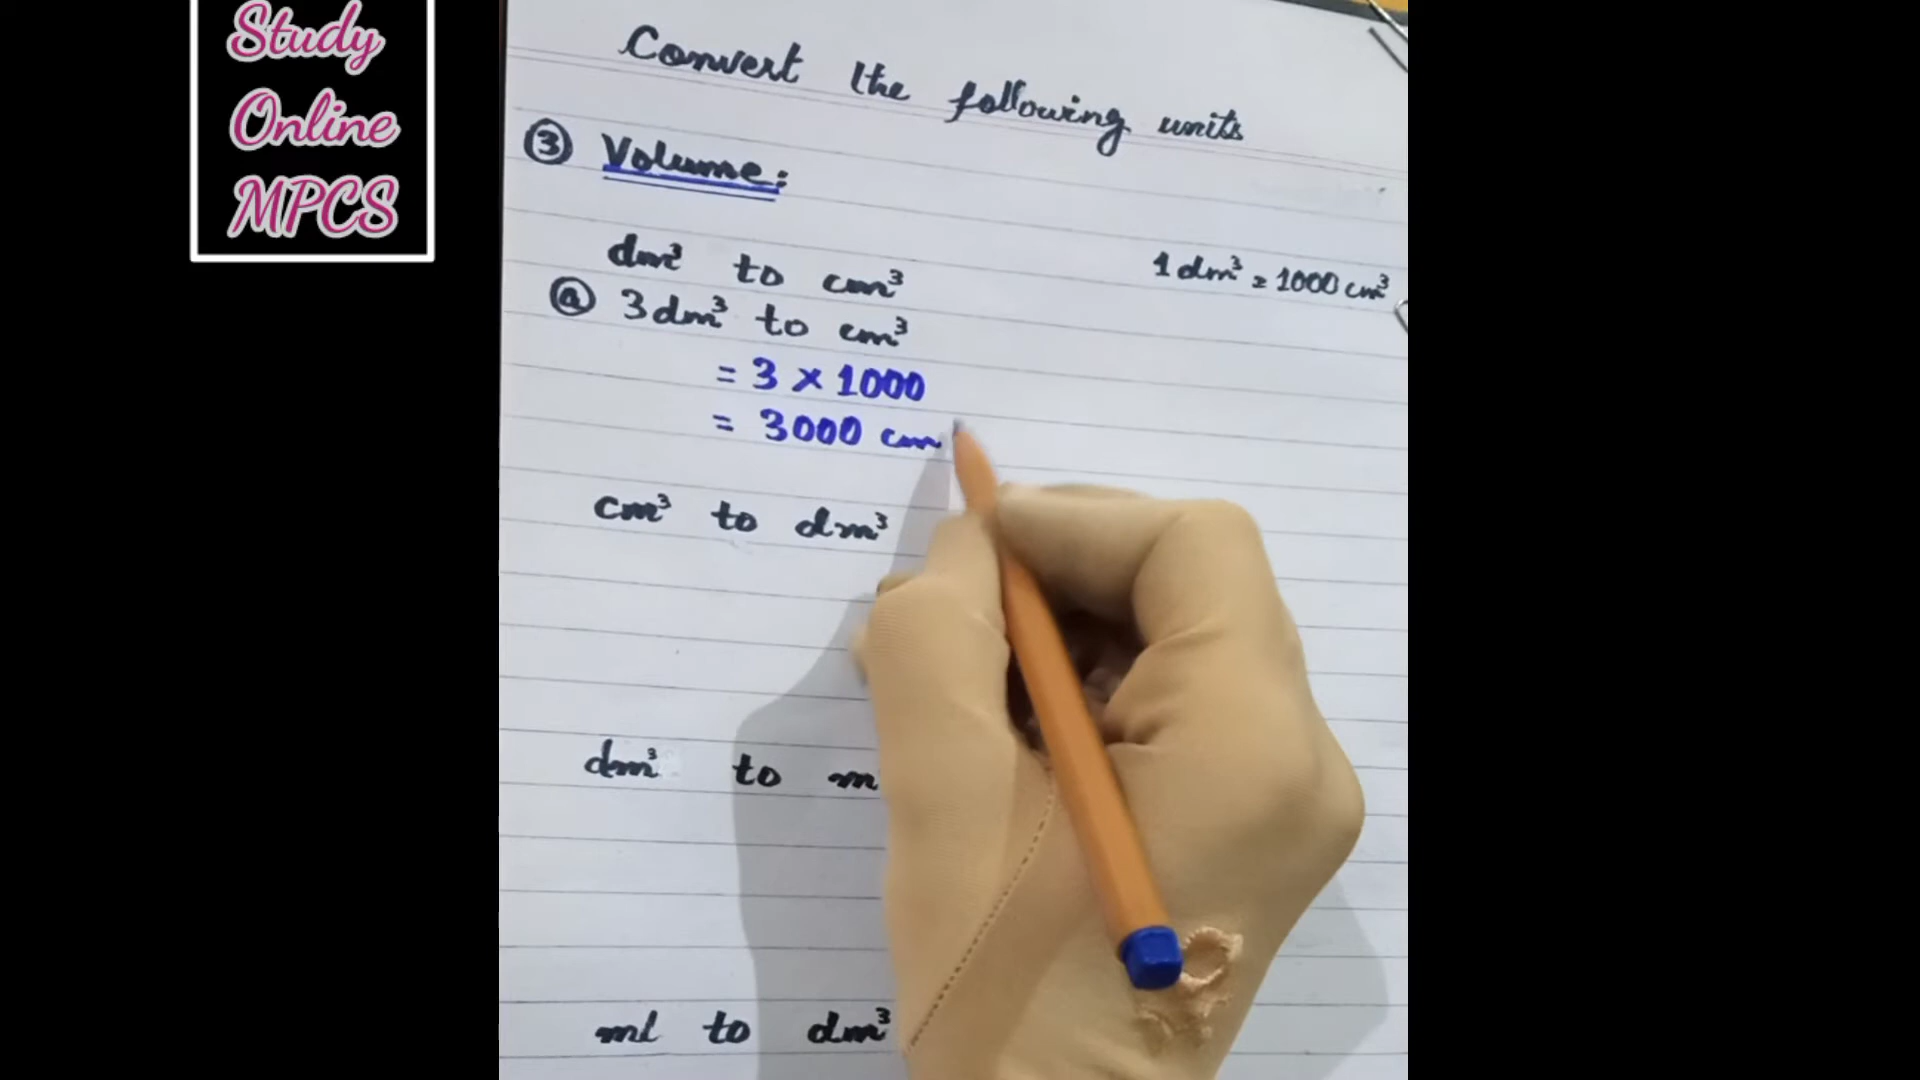 Study
Online
MPCS
Convert the following units
③ Volume:
dm³ to cm³
1 dm³ = 1000 cm³
ⓐ 3dm³ to cm³
= 3 × 1000
= 3000 cm
cm³ to dm³
dm³ to m
ml to dm³